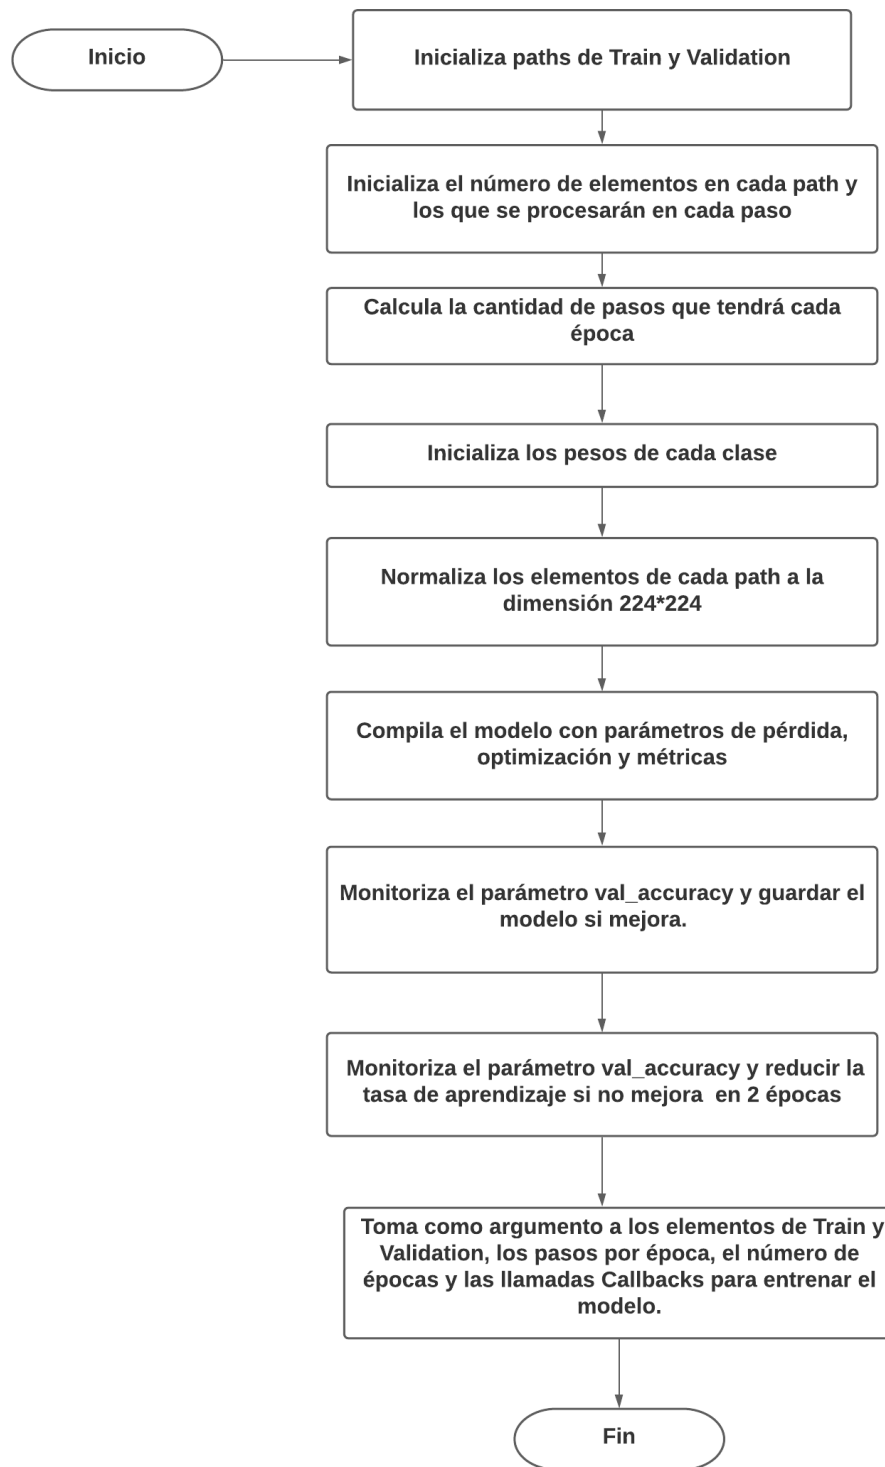 Inicio
Inicializa paths de Train y Validation
Inicializa el número de elementos en cada path y
los que se procesarán en cada paso
Calcula la cantidad de pasos que tendrá cada
época
Inicializa los pesos de cada clase
Normaliza los elementos de cada path a la
dimensión 224*224
Compila el modelo con parámetros de pérdida,
optimización y métricas
Monitoriza el parámetro val_accuracy y guardar el
modelo si mejora.
Monitoriza el parámetro val_accuracy y reducir la
tasa de aprendizaje si no mejora  en 2 épocas
Toma como argumento a los elementos de Train y
Validation, los pasos por época, el número de
épocas y las llamadas Callbacks para entrenar el
modelo.
Fin